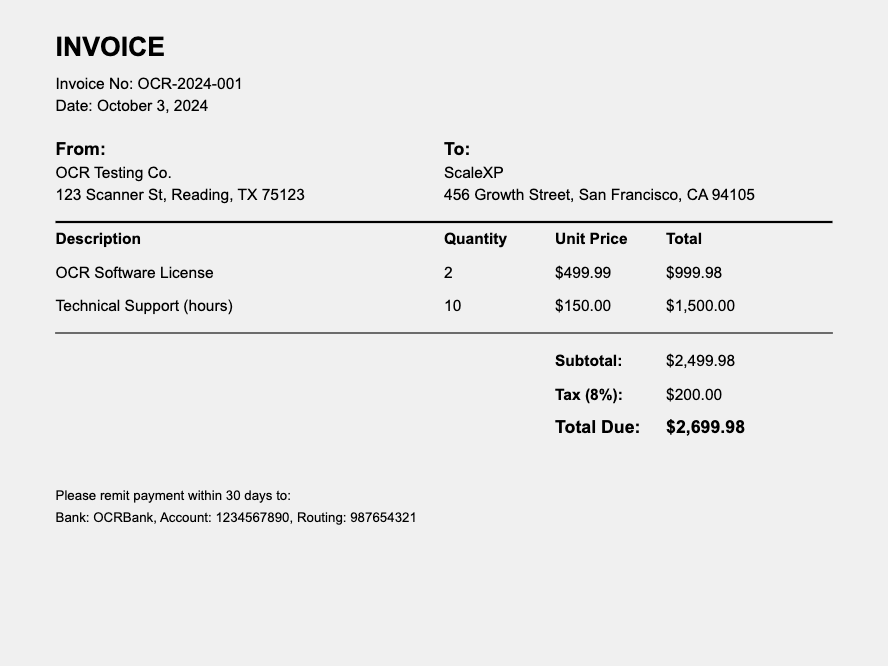 INVOICE
Invoice No: OCR-2024-001
Date: October 3, 2024
From: To:
OCR Testing Co. ScaleXP
123 Scanner St, Reading, TX 75123 456 Growth Street, San Francisco, CA 94105
Description Quantity Unit Price Total
OCR Software License 2 $499.99 $999.98
Technical Support (hours) 10 $150.00 $1,500.00
Subtotal: $2,499.98
Tax (8%): $200.00
Total Due: $2,699.98
Please remit payment within 30 days to:
Bank: OCRBank, Account: 1234567890, Routing: 987654321